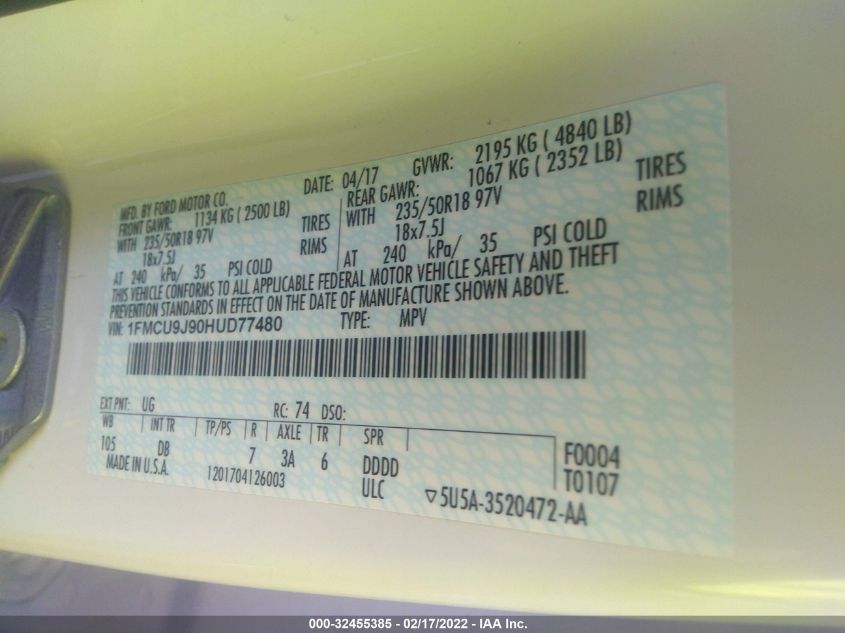 MFD. BY FORD MOTOR CO. DATE: 04/17 GVWR: 2195 KG ( 4840 LB)
FRONT GAWR: 1134 KG ( 2500 LB) REAR GAWR: 1067 KG ( 2352 LB)
WITH 235/50R18 97V TIRES WITH 235/50R18 97V TIRES
18x7.5J RIMS 18x7.5J RIMS
AT 240 kPa/ 35 PSI COLD AT 240 kPa/ 35 PSI COLD
THIS VEHICLE CONFORMS TO ALL APPLICABLE FEDERAL MOTOR VEHICLE SAFETY AND THEFT
PREVENTION STANDARDS IN EFFECT ON THE DATE OF MANUFACTURE SHOWN ABOVE.
VIN: 1FMCU9J90HUD77480 TYPE: MPV
EXT PNT: UG RC: 74 DSO:
WB INT TR TP/PS R AXLE TR SPR
105 DB 7 3A 6 DDDD F0004
MADE IN U.S.A. 1201704126003 ULC T0107
▽5U5A-3520472-AA
000-32455385 - 02/17/2022 - IAA Inc.